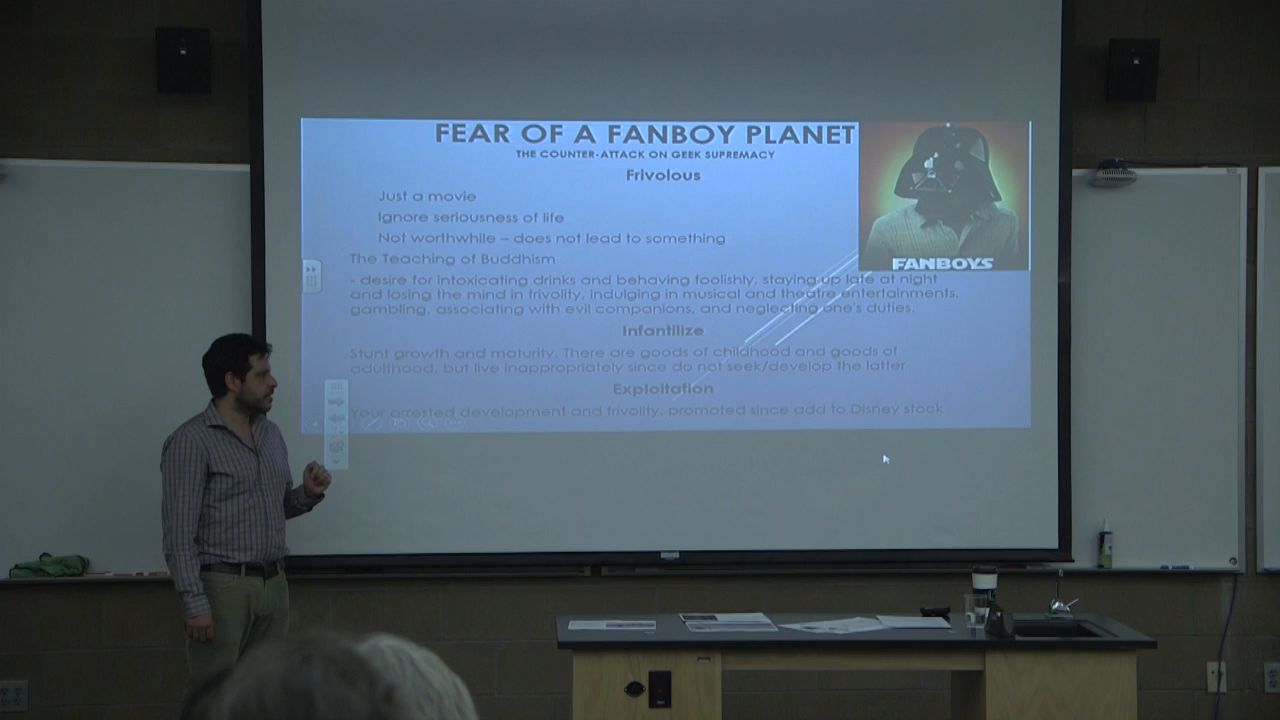 FEAR OF A FANBOY PLANET
THE COUNTER-ATTACK ON GEEK SUPREMACY
Frivolous
Just a movie
Ignore seriousness of life
Not worthwhile – does not lead to something
The Teaching of Buddhism
- desire for intoxicating drinks and behaving foolishly, staying up late at night
and losing the mind in frivolity, indulging in musical and theatre entertainments,
gambling, associating with evil companions, and neglecting one's duties.
FANBOYS
Infantilize
Stunt growth and maturity. There are goods of childhood and goods of
adulthood, but live inappropriately since do not seek/develop the latter
Exploitation
Your arrested development and frivolity, promoted since add to Disney stock